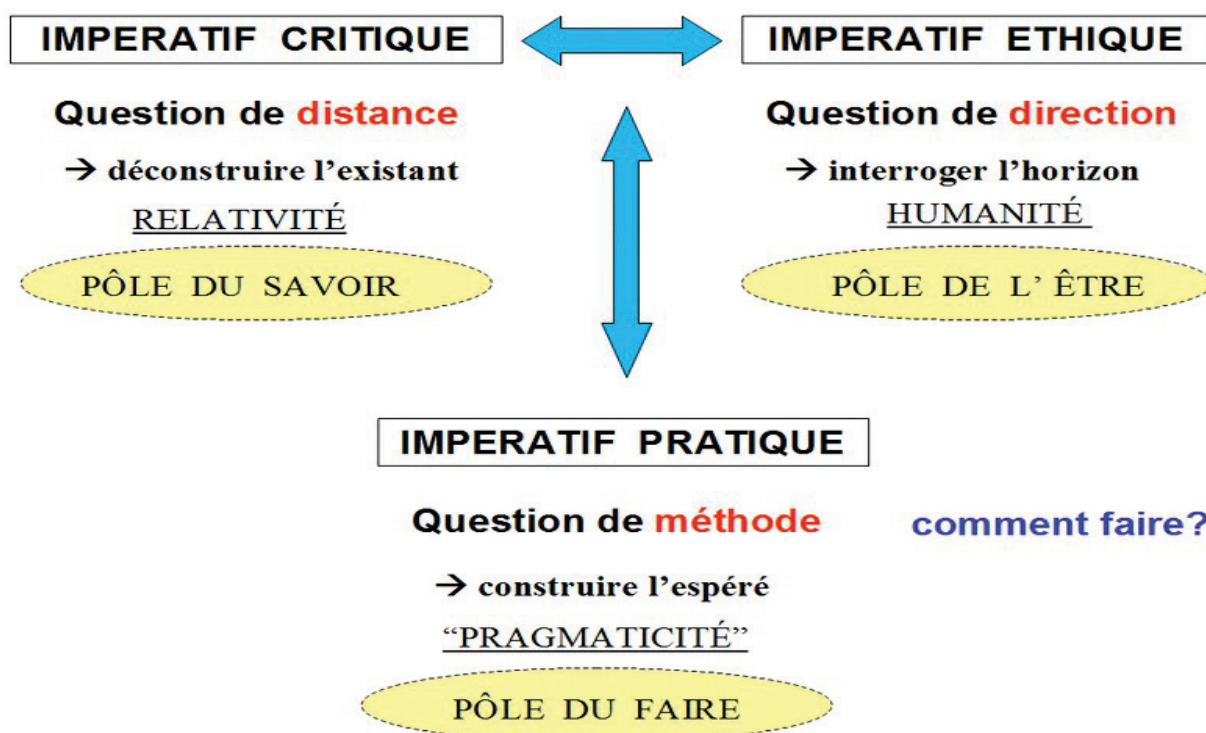 IMPERATIF CRITIQUE
Question de distance
→ déconstruire l’existant
RELATIVITÉ
PÔLE DU SAVOIR
IMPERATIF ETHIQUE
Question de direction
→ interroger l’horizon
HUMANITÉ
PÔLE DE L’ ÊTRE
IMPERATIF PRATIQUE
Question de méthode
comment faire?
→ construire l’espéré
“PRAGMATICITÉ”
PÔLE DU FAIRE